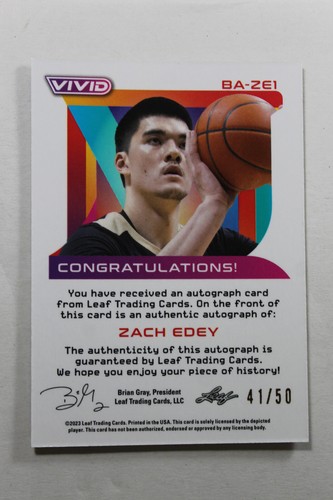 VIVID
BA-ZE1
CONGRATULATIONS!
You have received an autograph card
from Leaf Trading Cards. On the front of
this card is an authentic autograph of:
ZACH EDEY
The authenticity of this autograph is
guaranteed by Leaf Trading Cards.
We hope you enjoy your piece of history!
Brian Gray, President
Leaf Trading Cards, LLC
Leaf
41/50
©2023 Leaf Trading Cards. Printed in the USA. This card is solely licensed by the depicted
player. This card has not been authorized, endorsed or approved by any licensing body.